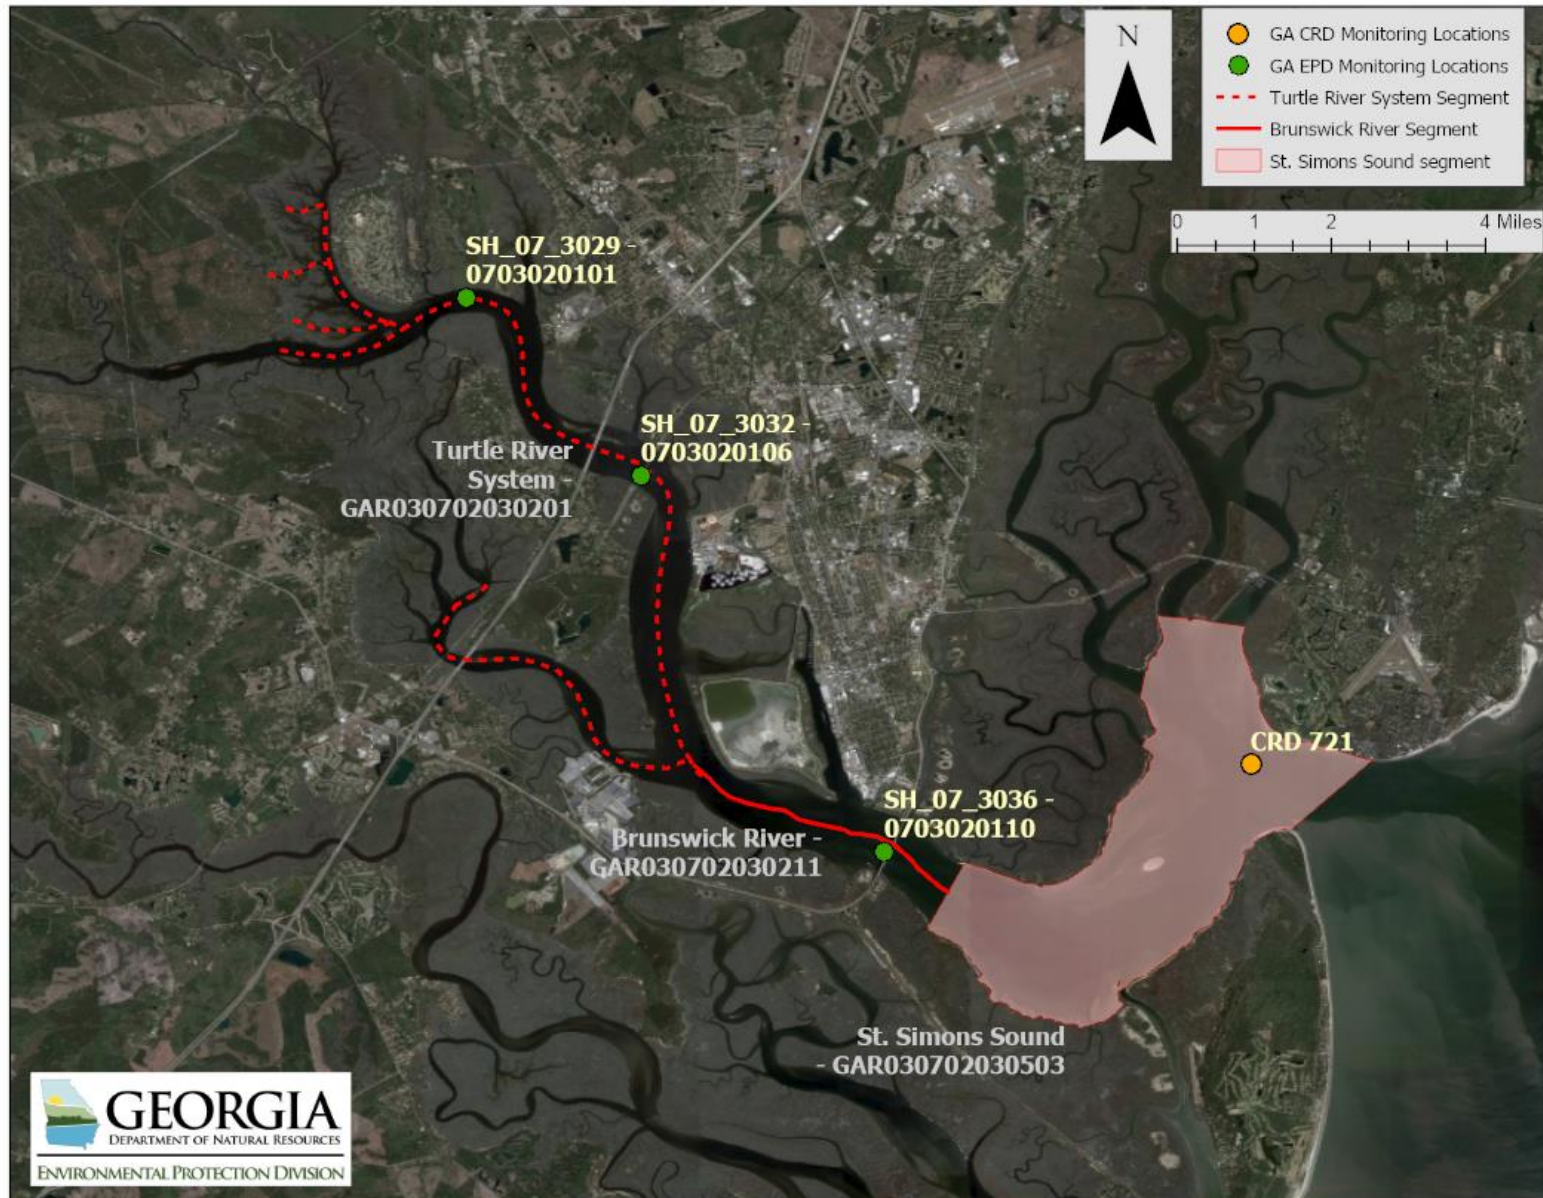 N
GA CRD Monitoring Locations
GA EPD Monitoring Locations
Turtle River System Segment
Brunswick River Segment
St. Simons Sound segment
0 1 2 4 Miles
SH_07_3029 -
0703020101
SH_07_3032 -
0703020106
Turtle River
System -
GAR030702030201
CRD 721
SH_07_3036 -
0703020110
Brunswick River -
GAR030702030211
St. Simons Sound
- GAR030702030503
GEORGIA
DEPARTMENT OF NATURAL RESOURCES
ENVIRONMENTAL PROTECTION DIVISION